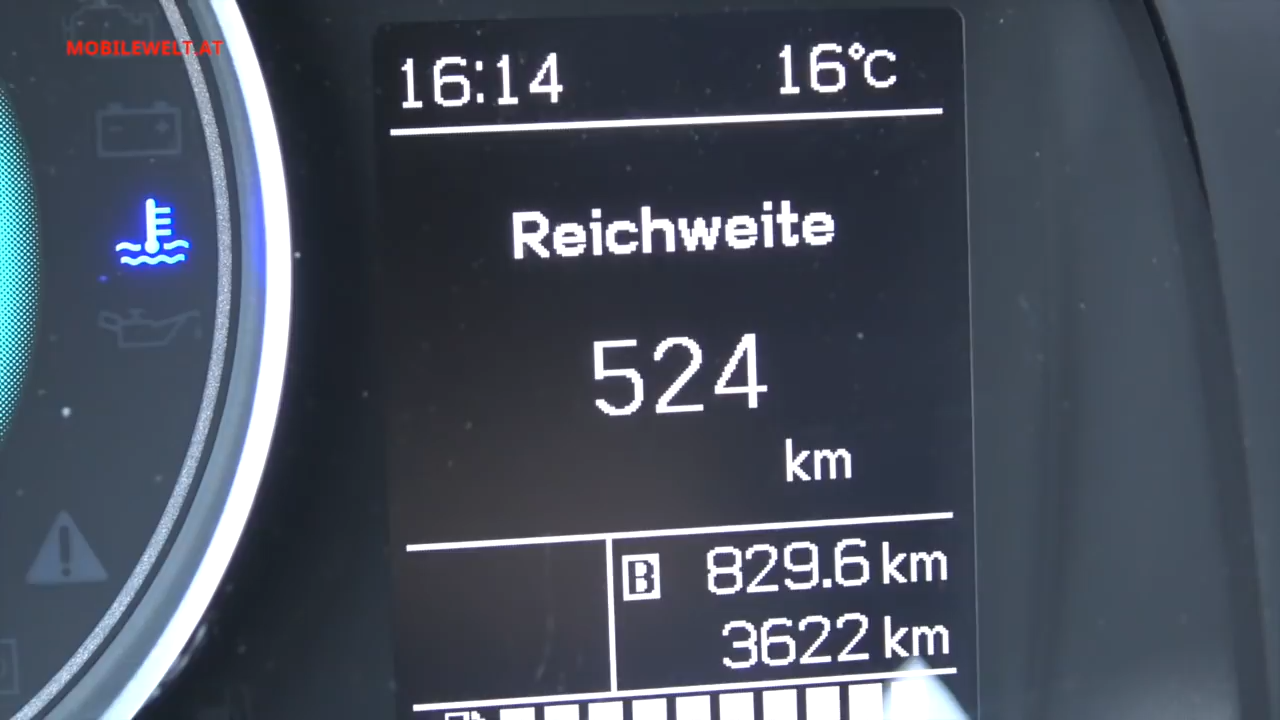 MOBILEWELT.AT
16:14 16°C
Reichweite
524
km
B 829.6 km
3622 km